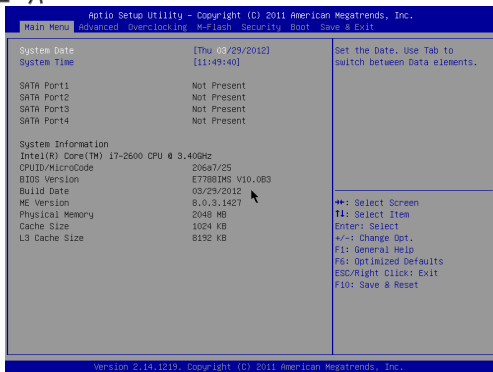 Aptio Setup Utility – Copyright (C) 2011 American Megatrends, Inc.
Main Menu Advanced Overclocking M-Flash Security Boot Save & Exit
System Date [Thu 03/29/2012] Set the Date. Use Tab to
System Time [11:49:40] switch between Data elements.
SATA Port1 Not Present
SATA Port2 Not Present
SATA Port3 Not Present
SATA Port4 Not Present
System Information
Intel(R) Core(TM) i7-2600 CPU @ 3.40GHz
CPUID/MicroCode 206a7/25
BIOS Version E7788IMS V10.0B3
Build Date 03/29/2012
ME Version 8.0.3.1427 ↔: Select Screen
Physical Memory 2048 MB ↑↓: Select Item
Cache Size 1024 KB Enter: Select
L3 Cache Size 8192 KB +/-: Change Opt.
F1: General Help
F6: Optimized Defaults
ESC/Right Click: Exit
F10: Save & Reset
Version 2.14.1219. Copyright (C) 2011 American Megatrends, Inc.